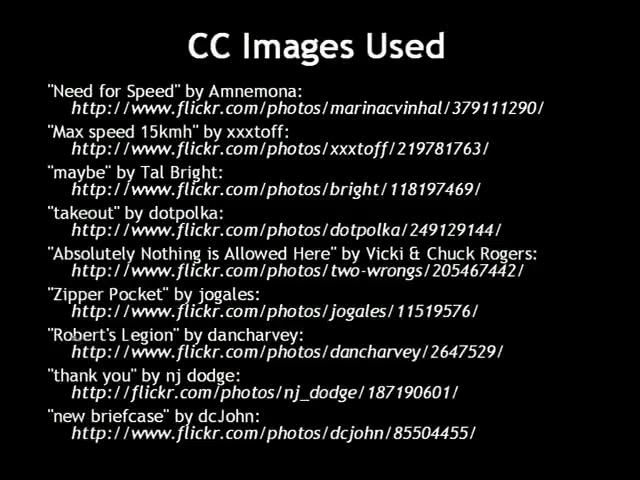 CC Images Used
"Need for Speed" by Amnemona:
http://www.flickr.com/photos/marinacvinhal/379111290/
"Max speed 15kmh" by xxxtoff:
http://www.flickr.com/photos/xxxtoff/219781763/
"maybe" by Tal Bright:
http://www.flickr.com/photos/bright/118197469/
"takeout" by dotpolka:
http://www.flickr.com/photos/dotpolka/249129144/
"Absolutely Nothing is Allowed Here" by Vicki & Chuck Rogers:
http://www.flickr.com/photos/two-wrongs/205467442/
"Zipper Pocket" by jogales:
http://www.flickr.com/photos/jogales/11519576/
"Robert's Legion" by dancharvey:
http://www.flickr.com/photos/dancharvey/2647529/
"thank you" by nj dodge:
http://flickr.com/photos/nj_dodge/187190601/
"new briefcase" by dcJohn:
http://www.flickr.com/photos/dcjohn/85504455/